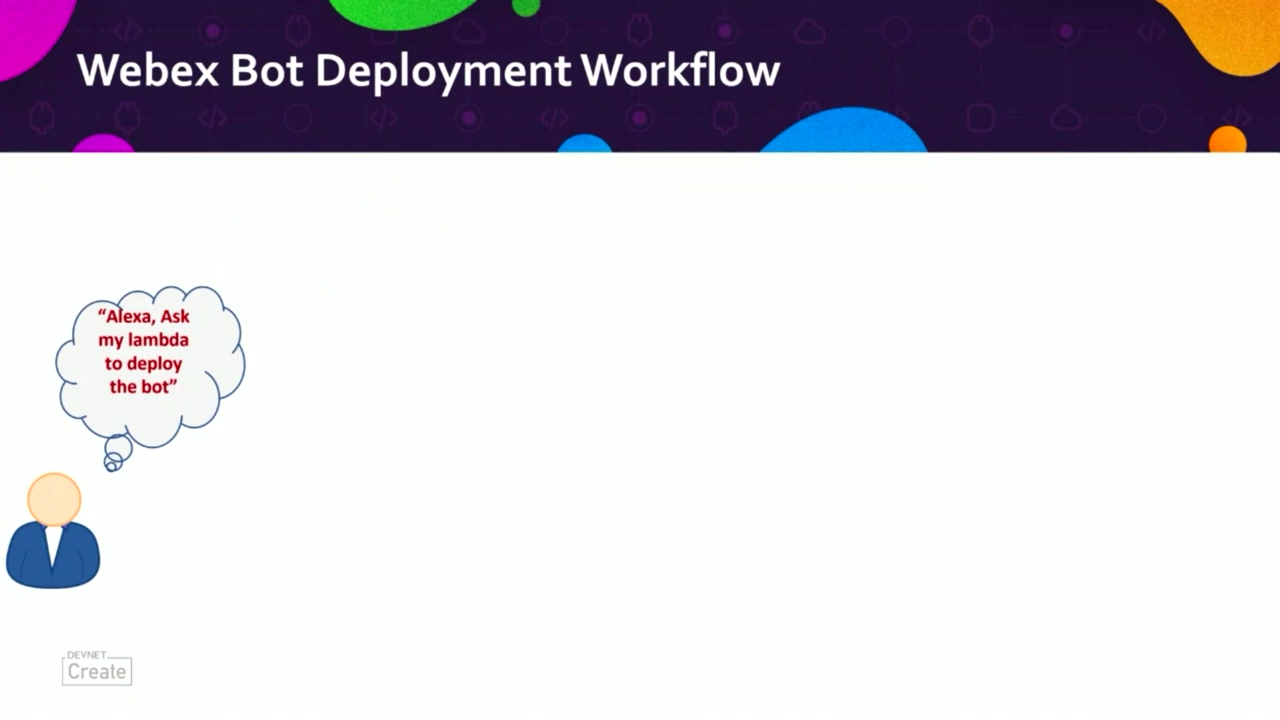 Webex Bot Deployment Workflow
“Alexa, Ask
my lambda
to deploy
the bot”
DEVNET
Create